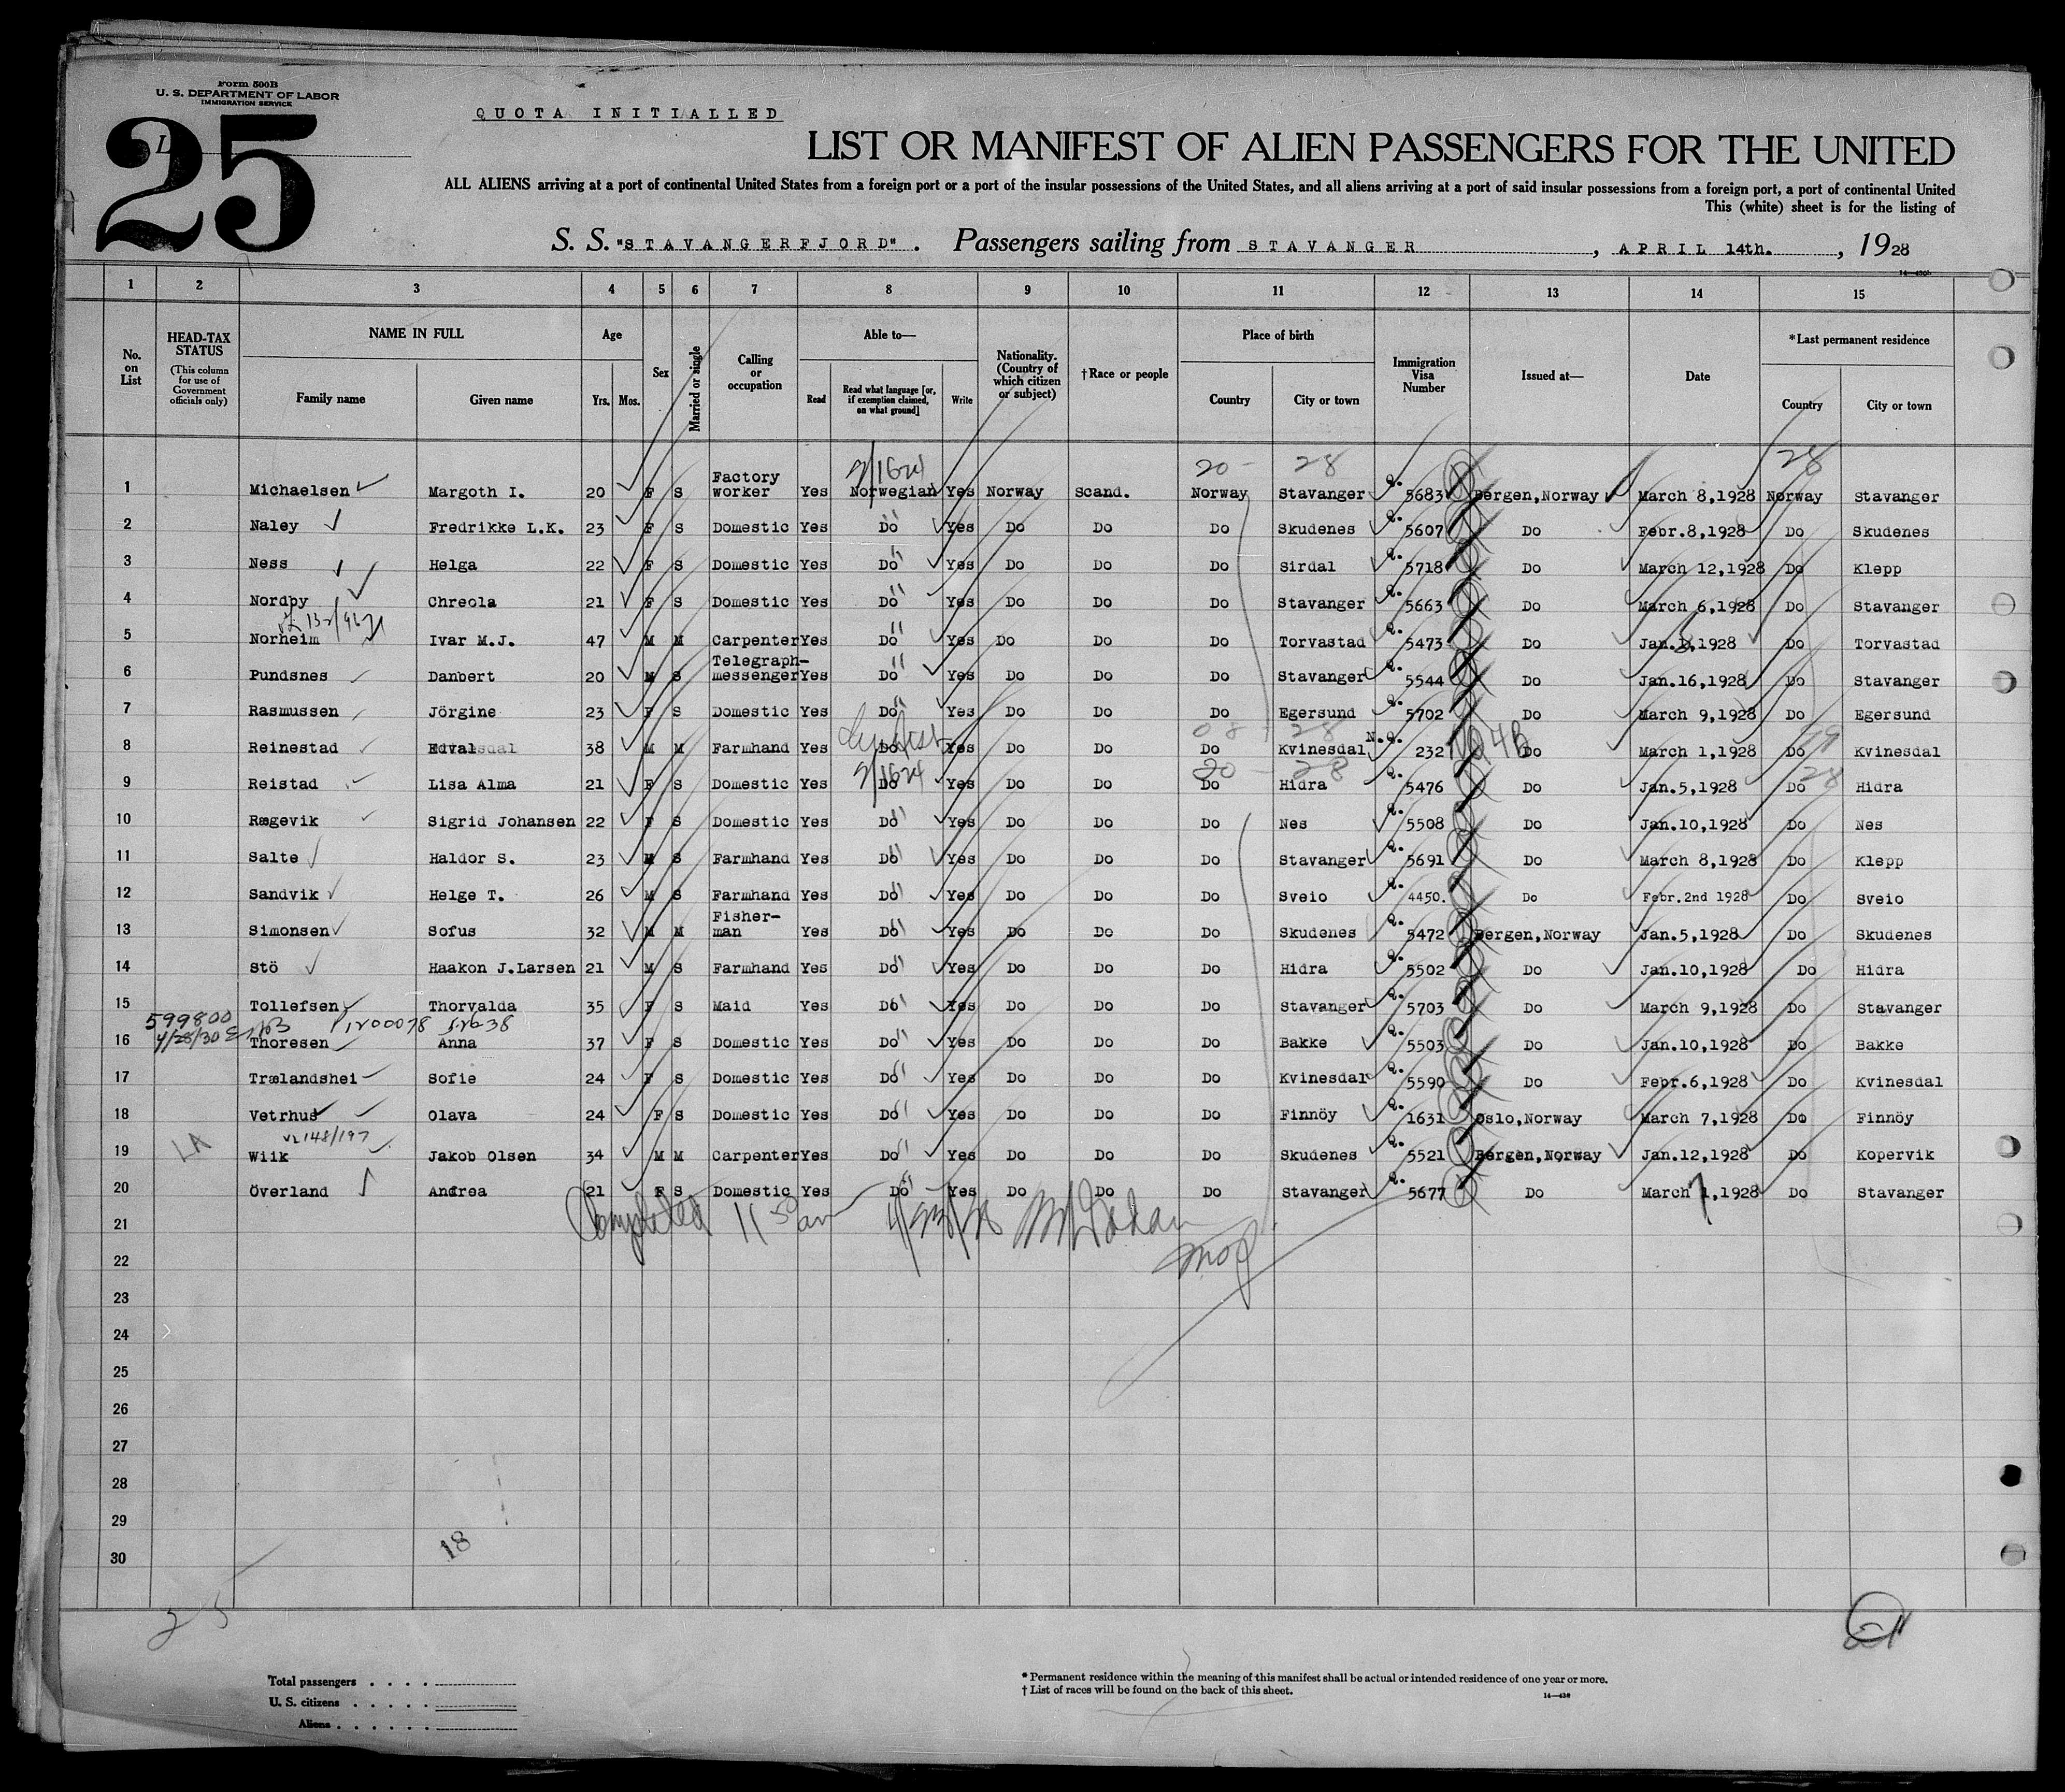 Form 500B
U. S. DEPARTMENT OF LABOR
IMMIGRATION SERVICE
25
QUOTA INITIALLED
LIST OR MANIFEST OF ALIEN PASSENGERS FOR THE UNITED
ALL ALIENS arriving at a port of continental United States from a foreign port or a port of the insular possessions of the United States, and all aliens arriving at a port of said insular possessions from a foreign port, a port of continental United
This (white) sheet is for the listing of
S. S. "STAVANGERFJORD". Passengers sailing from STAVANGER, APRIL 14th., 1928
1 2 3 4 5 6 7 8 9 10 11 12 13 14 15
No. on List
HEAD-TAX STATUS
(This column for use of Government officials only)
NAME IN FULL
Family name Given name
Age
Yrs. Mos.
Sex
Married or single
Calling or occupation
Able to—
Read Read what language [or, if exemption claimed, on what ground] Write
Nationality. (Country of which citizen or subject)
†Race or people
Place of birth
Country City or town
Immigration Visa Number
Issued at—
Date
*Last permanent residence
Country City or town
20 - 28 28
1 Michaelsen Margoth I. 20 F S Factory worker Yes Norwegian Yes Norway Scand. Norway Stavanger Q. 5683 Bergen,Norway March 8,1928 Norway Stavanger
2 Naley Fredrikke L.K. 23 F S Domestic Yes Do Yes Do Do Do Skudenes Q. 5607 Do Febr.8,1928 Do Skudenes
3 Ness Helga 22 F S Domestic Yes Do Yes Do Do Do Sirdal Q. 5718 Do March 12,1928 Do Klepp
4 Nordby Chreola 21 F S Domestic Yes Do Yes Do Do Do Stavanger Q. 5663 Do March 6,1928 Do Stavanger
5 Norheim Ivar M.J. 47 M M Carpenter Yes Do Yes Do Do Do Torvastad Q. 5473 Do Jan. ,1928 Do Torvastad
6 Pundsnes Danbert 20 M S Telegraph-messenger Yes Do Yes Do Do Do Stavanger Q. 5544 Do Jan.16,1928 Do Stavanger
7 Rasmussen Jörgine 23 F S Domestic Yes Do Yes Do Do Do Egersund Q. 5702 Do March 9,1928 Do Egersund
8 Reinestad Edval 38 M M Farmhand Yes Do Yes Do Do Do Kvinesdal N.Q. 232 Do March 1,1928 Do Kvinesdal
20 - 28 28
9 Reistad Lisa Alma 21 F S Domestic Yes Do Yes Do Do Do Hidra Q. 5476 Do Jan.5,1928 Do Hidra
10 Rægevik Sigrid Johansen 22 F S Domestic Yes Do Yes Do Do Do Nes Q. 5508 Do Jan.10,1928 Do Nes
11 Salte Haldor S. 23 M S Farmhand Yes Do Yes Do Do Do Stavanger Q. 5691 Do March 8,1928 Do Klepp
12 Sandvik Helge T. 26 M S Farmhand Yes Do Yes Do Do Do Sveio Q. 4450. Do Febr.2nd 1928 Do Sveio
13 Simonsen Sofus 32 M M Fisher-man Yes Do Yes Do Do Do Skudenes Q. 5472 Bergen,Norway Jan.5,1928 Do Skudenes
14 Stö Haakon J.Larsen 21 M S Farmhand Yes Do Yes Do Do Do Hidra Q. 5502 Do Jan.10,1928 Do Hidra
15 Tollefsen Thorvalda 35 F S Maid Yes Do Yes Do Do Do Stavanger Q. 5703 Do March 9,1928 Do Stavanger
599800
4/28/30
16 Thoresen Anna 37 F S Domestic Yes Do Yes Do Do Do Bakke Q. 5503 Do Jan.10,1928 Do Bakke
17 Trælandshei Sofie 24 F S Domestic Yes Do Yes Do Do Do Kvinesdal Q. 5590 Do Febr.6,1928 Do Kvinesdal
18 Vetrhus Olava 24 F S Domestic Yes Do Yes Do Do Do Finnöy Q. 1631 Oslo,Norway March 7,1928 Do Finnöy
19 LA Wiik Jakob Olsen 34 M M Carpenter Yes Do Yes Do Do Do Skudenes Q. 5521 Bergen,Norway Jan.12,1928 Do Kopervik
20 Överland Andrea 21 F S Domestic Yes Do Yes Do Do Do Stavanger Q. 5677 Do March 7,1928 Do Stavanger
21 Completed 11 50 am 4/23/28
22
23
24
25
26
27
28
29
30
18
25
Total passengers
U. S. citizens
Aliens
* Permanent residence within the meaning of this manifest shall be actual or intended residence of one year or more.
† List of races will be found on the back of this sheet.